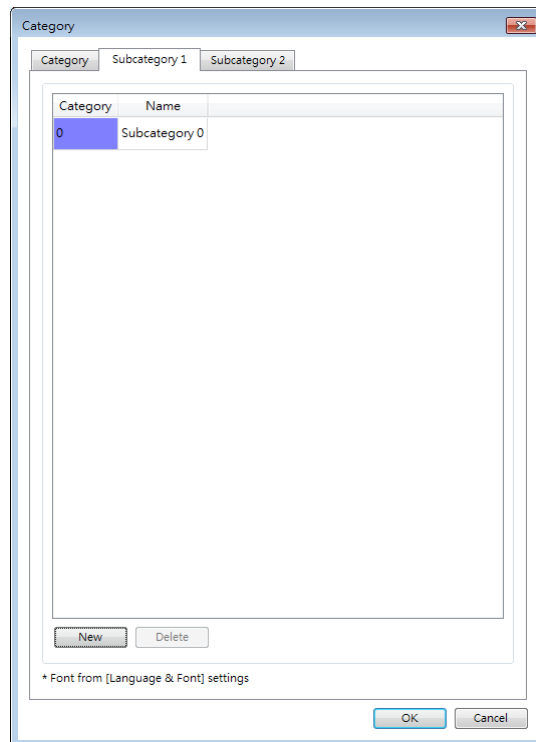 Category
Category Subcategory 1 Subcategory 2
Category Name
0 Subcategory 0
New Delete
* Font from [Language & Font] settings
OK Cancel